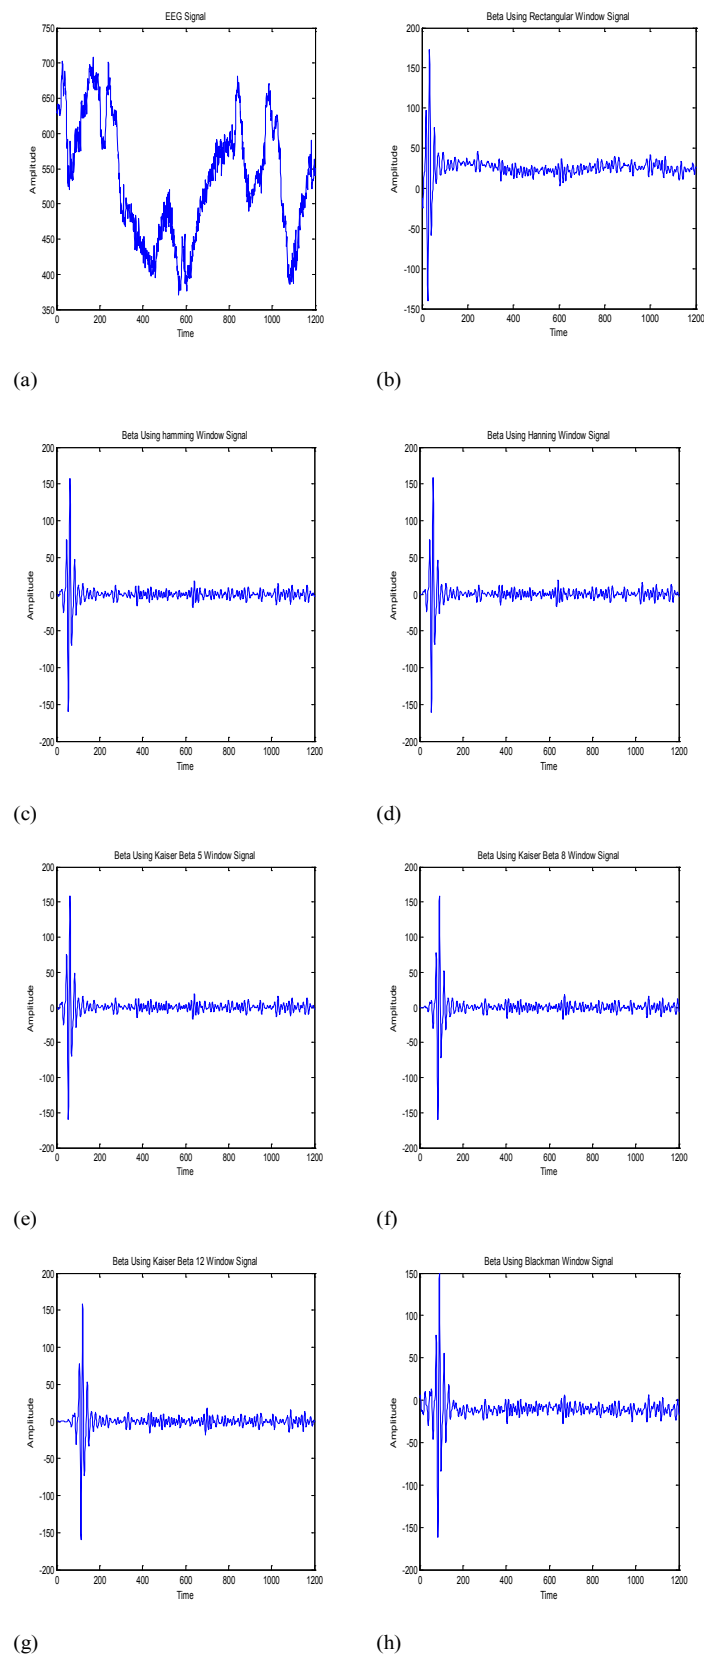 EEG Signal
750
700
650
600
550
500
450
400
350
Amplitude
0 200 400 600 800 1000 1200
Time
(a)
Beta Using Rectangular Window Signal
200
150
100
50
0
-50
-100
-150
Amplitude
0 200 400 600 800 1000 1200
Time
(b)
Beta Using hamming Window Signal
200
150
100
50
0
-50
-100
-150
-200
Amplitude
0 200 400 600 800 1000 1200
Time
(c)
Beta Using Hanning Window Signal
200
150
100
50
0
-50
-100
-150
-200
Amplitude
0 200 400 600 800 1000 1200
Time
(d)
Beta Using Kaiser Beta 5 Window Signal
200
150
100
50
0
-50
-100
-150
-200
Amplitude
0 200 400 600 800 1000 1200
Time
(e)
Beta Using Kaiser Beta 8 Window Signal
200
150
100
50
0
-50
-100
-150
-200
Amplitude
0 200 400 600 800 1000 1200
Time
(f)
Beta Using Kaiser Beta 12 Window Signal
200
150
100
50
0
-50
-100
-150
-200
Amplitude
0 200 400 600 800 1000 1200
Time
(g)
Beta Using Blackman Window Signal
150
100
50
0
-50
-100
-150
-200
Amplitude
0 200 400 600 800 1000 1200
Time
(h)